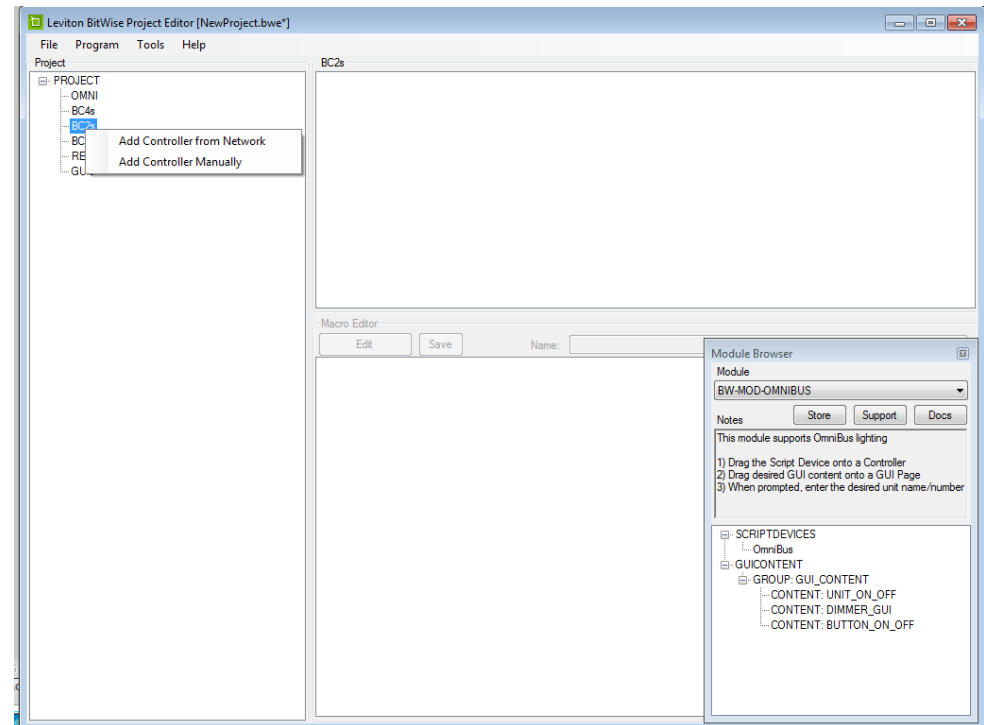 Leviton BitWise Project Editor [NewProject.bwe*]
File Program Tools Help
Project
PROJECT
OMNI
BC4s
BC2s
BC
RE
GU
Add Controller from Network
Add Controller Manually
BC2s
Macro Editor
Edit Save Name:
Module Browser
Module
BW-MOD-OMNIBUS
Notes Store Support Docs
This module supports OmniBus lighting
1) Drag the Script Device onto a Controller
2) Drag desired GUI content onto a GUI Page
3) When prompted, enter the desired unit name/number
SCRIPTDEVICES
OmniBus
GUICONTENT
GROUP: GUI_CONTENT
CONTENT: UNIT_ON_OFF
CONTENT: DIMMER_GUI
CONTENT: BUTTON_ON_OFF